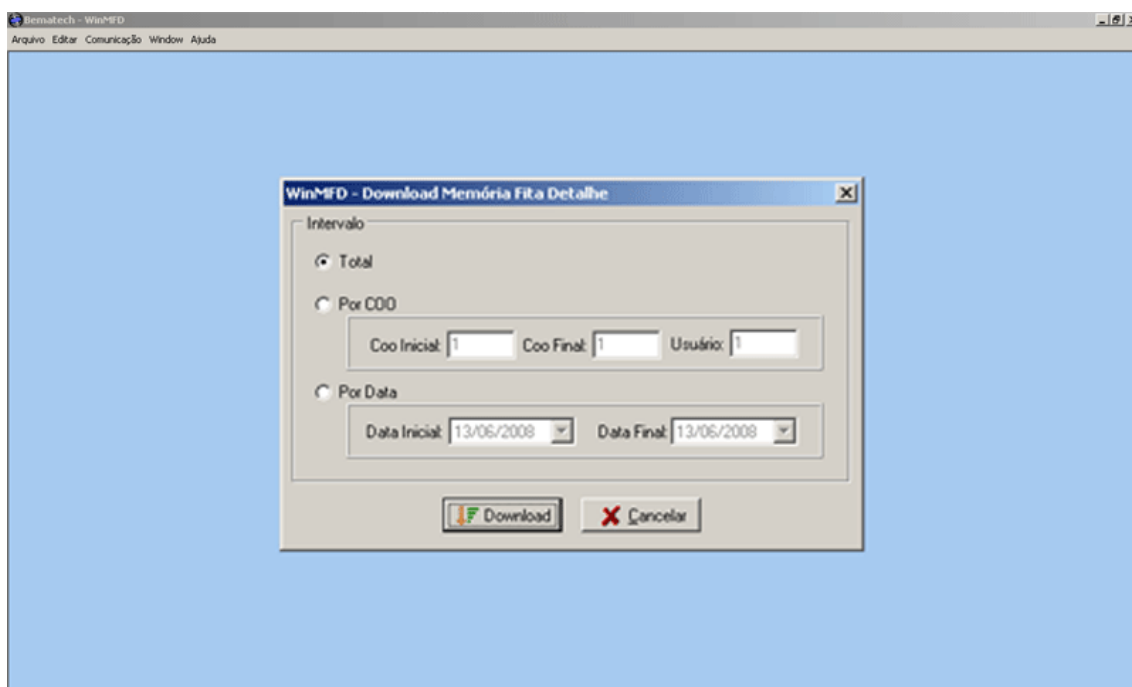 Bematech - WinMFD
Arquivo Editar Comunicação Window Ajuda
WinMFD - Download Memória Fita Detalhe
Intervalo
Total
Por COO
Coo Inicial: 1 Coo Final: 1 Usuário: 1
Por Data
Data Inicial: 13/06/2008 Data Final: 13/06/2008
Download Cancelar